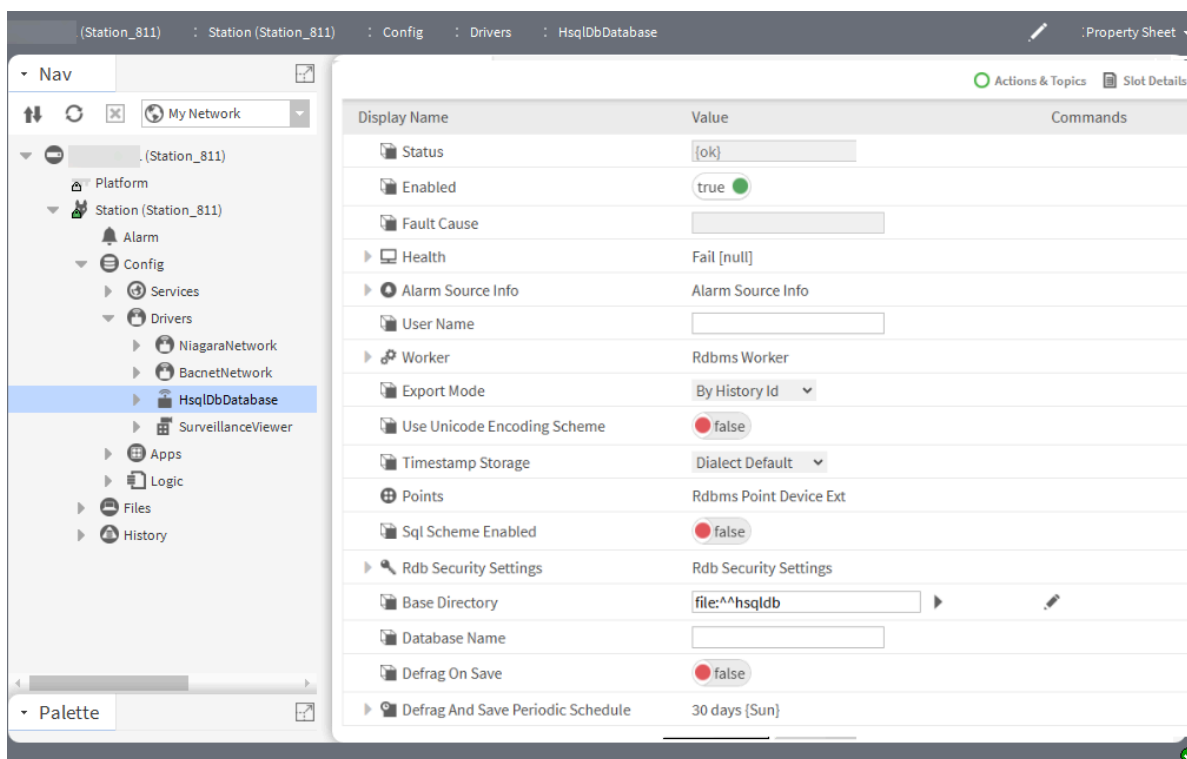 (Station_811) : Station (Station_811) : Config : Drivers : HsqlDbDatabase :Property Sheet
Nav
My Network
. (Station_811)
Platform
Station (Station_811)
Alarm
Config
Services
Drivers
NiagaraNetwork
BacnetNetwork
HsqlDbDatabase
SurveillanceViewer
Apps
Logic
Files
History
Palette
Actions & Topics Slot Details
Display Name Value Commands
Status {ok}
Enabled true
Fault Cause
Health Fail [null]
Alarm Source Info Alarm Source Info
User Name
Worker Rdbms Worker
Export Mode By History Id
Use Unicode Encoding Scheme false
Timestamp Storage Dialect Default
Points Rdbms Point Device Ext
Sql Scheme Enabled false
Rdb Security Settings Rdb Security Settings
Base Directory file:^^hsqldb
Database Name
Defrag On Save false
Defrag And Save Periodic Schedule 30 days {Sun}